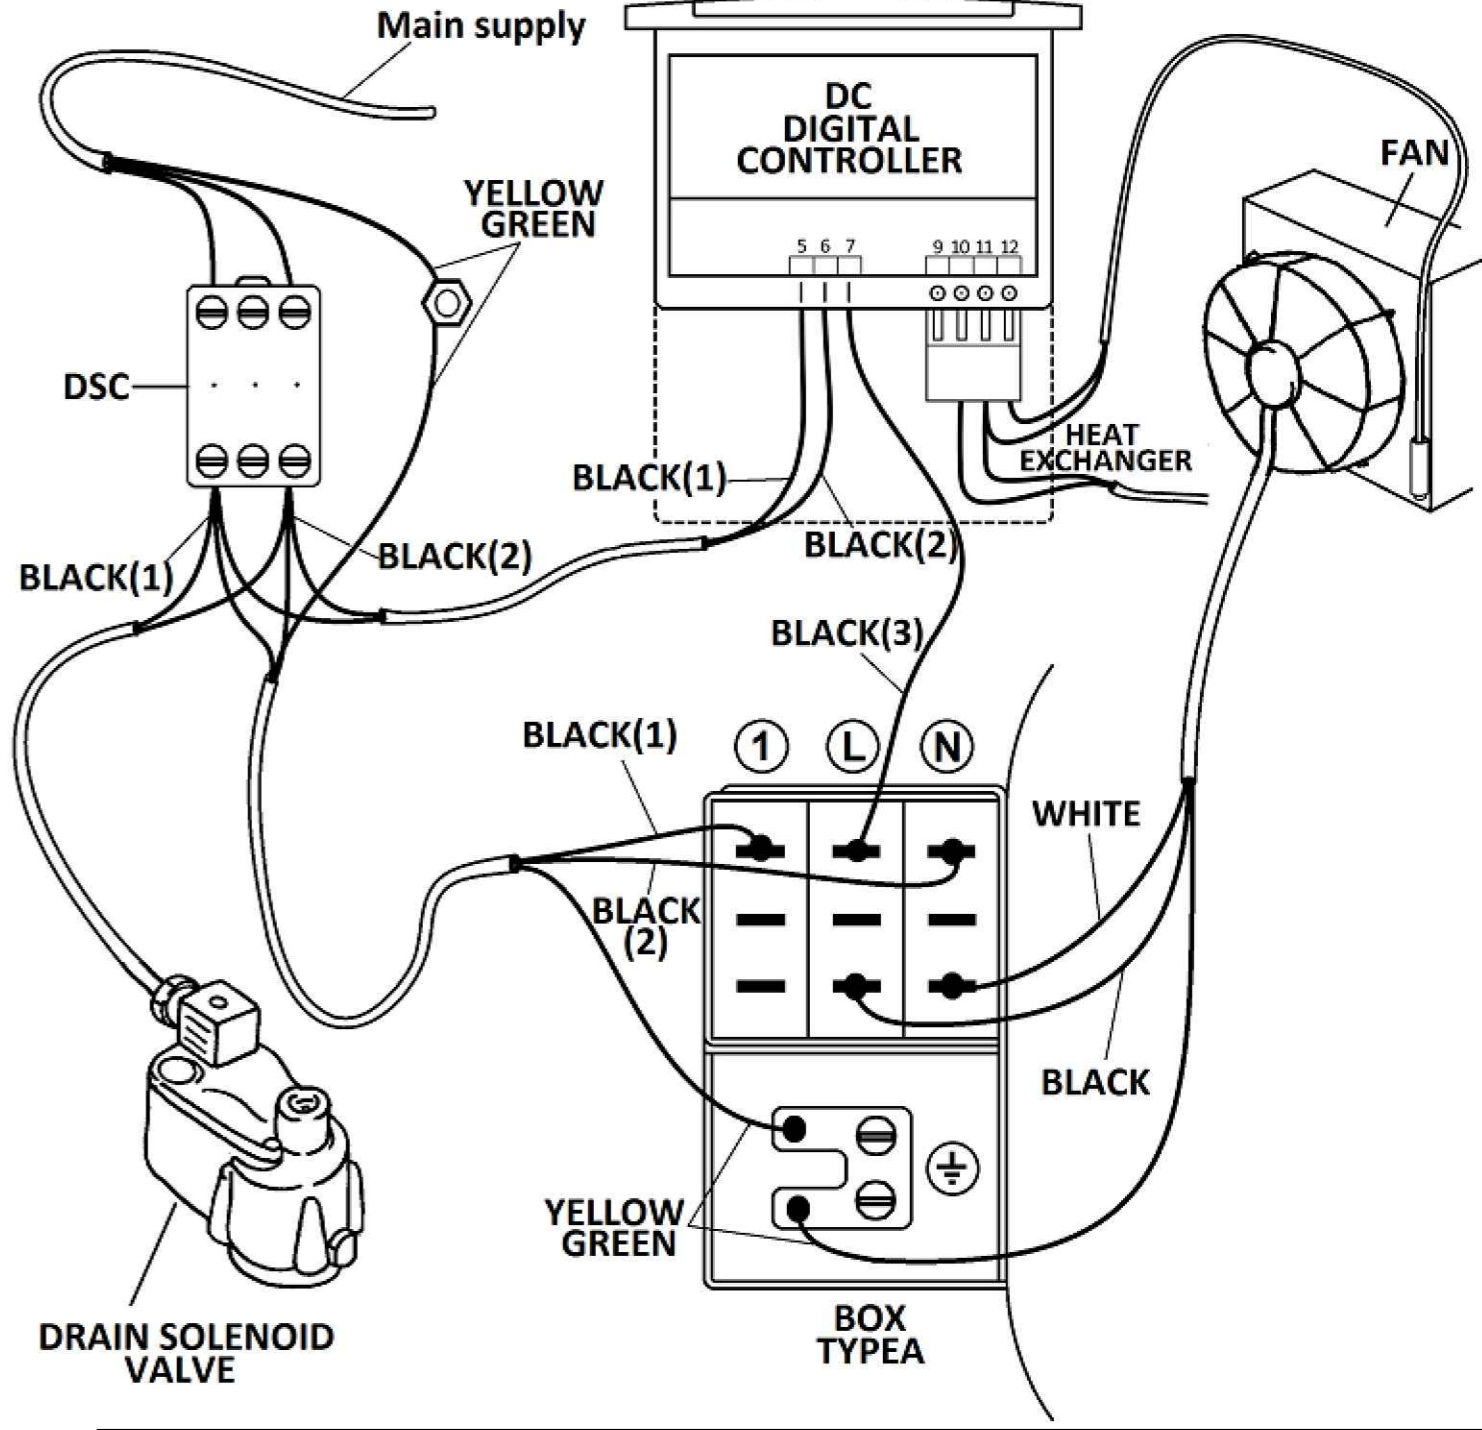 Main supply
DC
DIGITAL
CONTROLLER
FAN
YELLOW
GREEN
5 6 7
9 10 11 12
DSC
HEAT
EXCHANGER
BLACK(1)
BLACK(2)
BLACK(2)
BLACK(1)
BLACK(3)
BLACK(1)
1 L N
WHITE
BLACK
(2)
BLACK
YELLOW
GREEN
BOX
TYPEA
DRAIN SOLENOID
VALVE